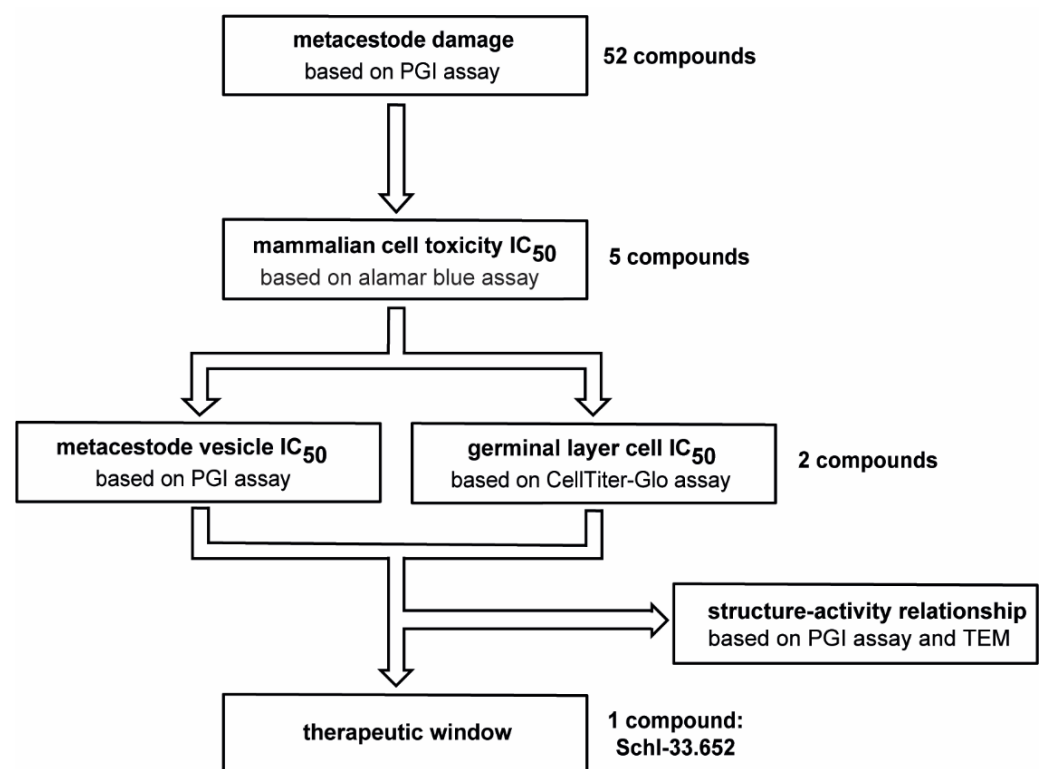 metacestode damage
based on PGI assay
52 compounds
mammalian cell toxicity IC50
based on alamar blue assay
5 compounds
metacestode vesicle IC50
based on PGI assay
germinal layer cell IC50
based on CellTiter-Glo assay
2 compounds
structure-activity relationship
based on PGI assay and TEM
therapeutic window
1 compound:
Schl-33.652